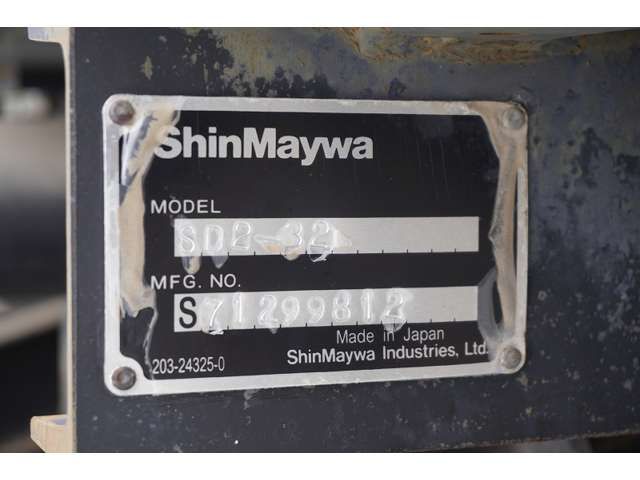 ShinMaywa
MODEL
SD2-32
MFG. NO.
S71299812
Made in Japan
203-24325-0
ShinMaywa Industries, Ltd.